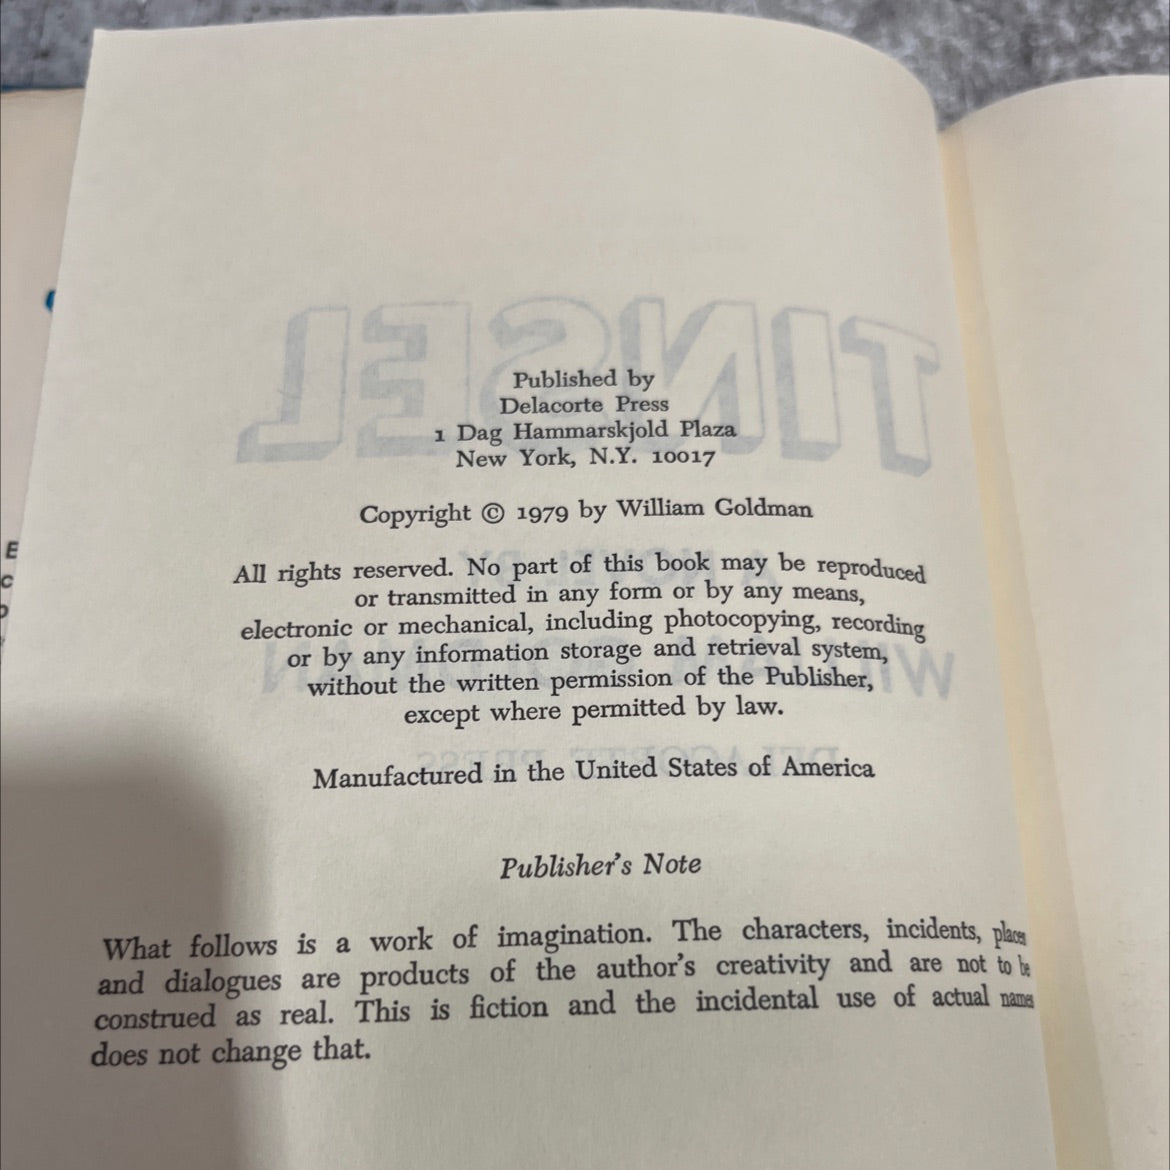 TINSEL
Published by
Delacorte Press
1 Dag Hammarskjold Plaza
New York, N.Y. 10017
Copyright © 1979 by William Goldman
All rights reserved. No part of this book may be reproduced
or transmitted in any form or by any means,
electronic or mechanical, including photocopying, recording
or by any information storage and retrieval system,
without the written permission of the Publisher,
except where permitted by law.
Manufactured in the United States of America
Publisher's Note
What follows is a work of imagination. The characters, incidents, places
and dialogues are products of the author's creativity and are not to be
construed as real. This is fiction and the incidental use of actual names
does not change that.